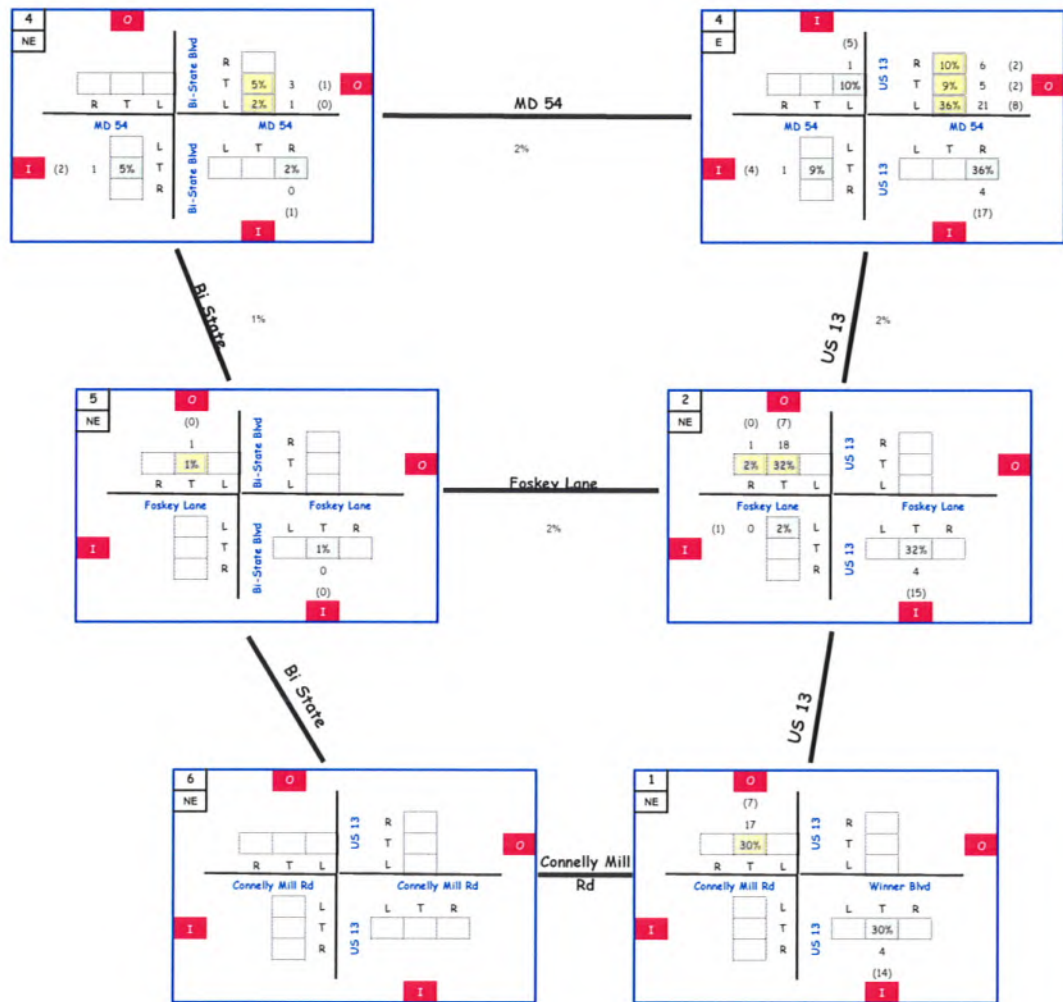 4
NE
O
Bi-State Blvd
R
T 5% 3 (1)
L 2% 1 (0)
O
R T L
MD 54
MD 54
I (2) 1 5%
L
T
R
Bi-State Blvd
L T R
2%
0
(1)
I
MD 54
2%
4
E
I
(5)
1
10%
R T L
US 13
R 10% 6 (2)
T 9% 5 (2)
L 36% 21 (8)
O
MD 54
MD 54
I (4) 1 9%
L
T
R
US 13
L T R
36%
4
(17)
I
Bi State
1%
US 13
2%
5
NE
O
(0)
1
1%
R T L
Bi-State Blvd
R
T
L
O
Foskey Lane
Foskey Lane
I
L
T
R
Bi-State Blvd
L T R
1%
0
(0)
I
Foskey Lane
2%
2
NE
O
(0) (7)
1 18
2% 32%
R T L
US 13
R
T
L
O
Foskey Lane
Foskey Lane
I (1) 0 2%
L
T
R
US 13
L T R
32%
4
(15)
I
Bi State
US 13
6
NE
O
R T L
US 13
R
T
L
O
Connelly Mill Rd
Connelly Mill Rd
I
L
T
R
US 13
L T R
I
Connelly Mill
Rd
1
NE
O
(7)
17
30%
R T L
US 13
R
T
L
O
Connelly Mill Rd
Winner Blvd
I
L
T
R
US 13
L T R
30%
4
(14)
I